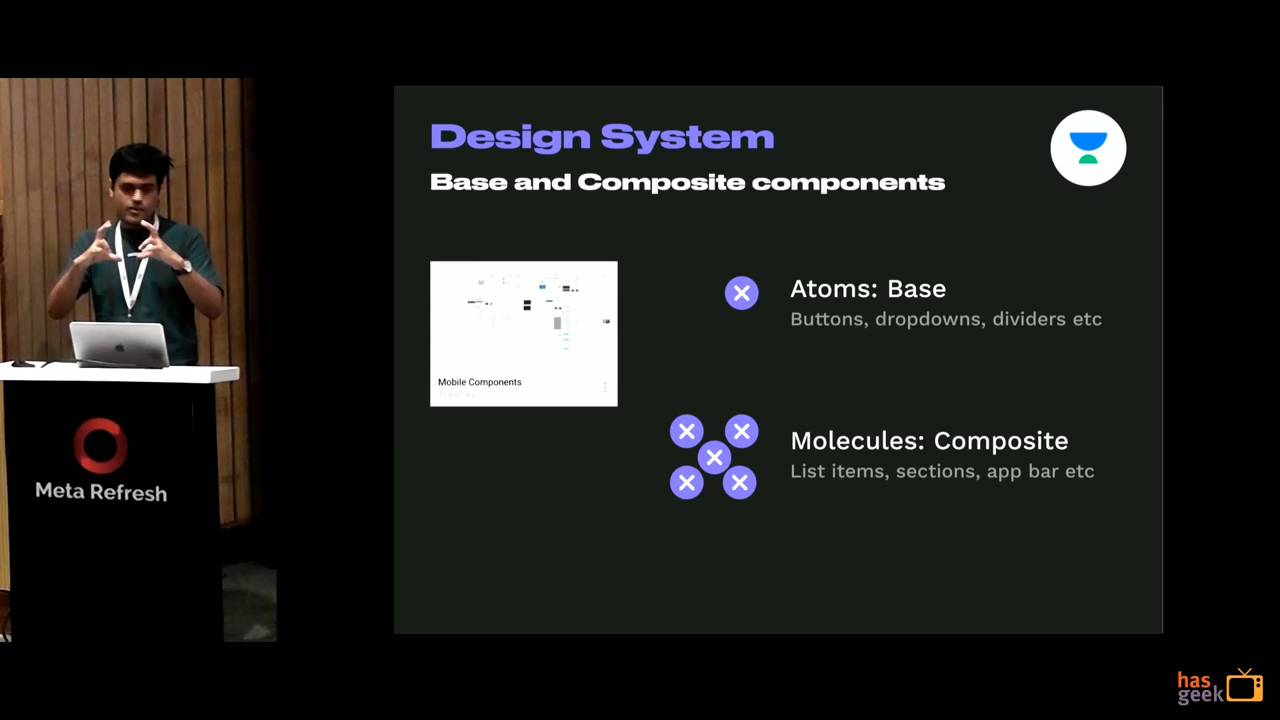 Design System
Base and Composite components
Atoms: Base
Buttons, dropdowns, dividers etc
Mobile Components
Molecules: Composite
List items, sections, app bar etc
Meta Refresh
has
geek